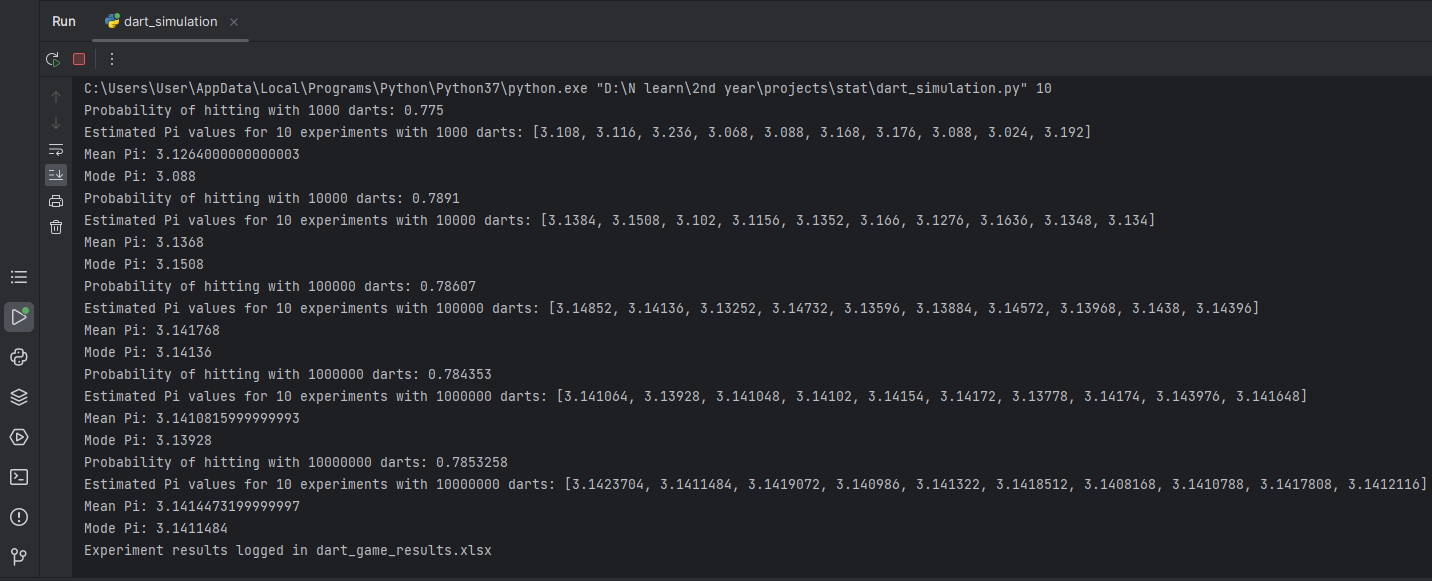 Run dart_simulation
C:\Users\User\AppData\Local\Programs\Python\Python37\python.exe "D:\N learn\2nd year\projects\stat\dart_simulation.py" 10
Probability of hitting with 1000 darts: 0.775
Estimated Pi values for 10 experiments with 1000 darts: [3.108, 3.116, 3.236, 3.068, 3.088, 3.168, 3.176, 3.088, 3.024, 3.192]
Mean Pi: 3.1264000000000003
Mode Pi: 3.088
Probability of hitting with 10000 darts: 0.7891
Estimated Pi values for 10 experiments with 10000 darts: [3.1384, 3.1508, 3.102, 3.1156, 3.1352, 3.166, 3.1276, 3.1636, 3.1348, 3.134]
Mean Pi: 3.1368
Mode Pi: 3.1508
Probability of hitting with 100000 darts: 0.78607
Estimated Pi values for 10 experiments with 100000 darts: [3.14852, 3.14136, 3.13252, 3.14732, 3.13596, 3.13884, 3.14572, 3.13968, 3.1438, 3.14396]
Mean Pi: 3.141768
Mode Pi: 3.14136
Probability of hitting with 1000000 darts: 0.784353
Estimated Pi values for 10 experiments with 1000000 darts: [3.141064, 3.13928, 3.141048, 3.14102, 3.14154, 3.14172, 3.13778, 3.14174, 3.143976, 3.141648]
Mean Pi: 3.1410815999999993
Mode Pi: 3.13928
Probability of hitting with 10000000 darts: 0.7853258
Estimated Pi values for 10 experiments with 10000000 darts: [3.1423704, 3.1411484, 3.1419072, 3.140986, 3.141322, 3.1418512, 3.1408168, 3.1410788, 3.1417808, 3.1412116]
Mean Pi: 3.1414473199999997
Mode Pi: 3.1411484
Experiment results logged in dart_game_results.xlsx